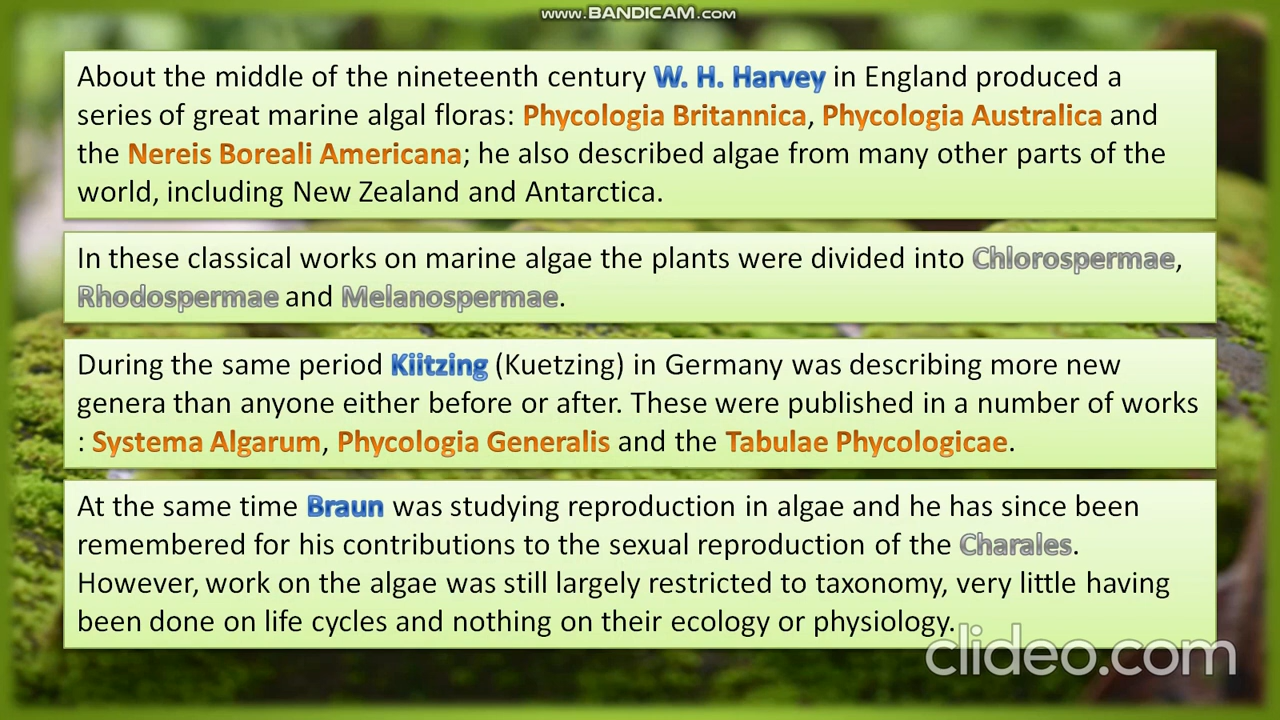 www.BANDICAM.com
About the middle of the nineteenth century W. H. Harvey in England produced a
series of great marine algal floras: Phycologia Britannica, Phycologia Australica and
the Nereis Boreali Americana; he also described algae from many other parts of the
world, including New Zealand and Antarctica.
In these classical works on marine algae the plants were divided into Chlorospermae,
Rhodospermae and Melanospermae.
During the same period Kiitzing (Kuetzing) in Germany was describing more new
genera than anyone either before or after. These were published in a number of works
: Systema Algarum, Phycologia Generalis and the Tabulae Phycologicae.
At the same time Braun was studying reproduction in algae and he has since been
remembered for his contributions to the sexual reproduction of the Charales.
However, work on the algae was still largely restricted to taxonomy, very little having
been done on life cycles and nothing on their ecology or physiology.
clideo.com